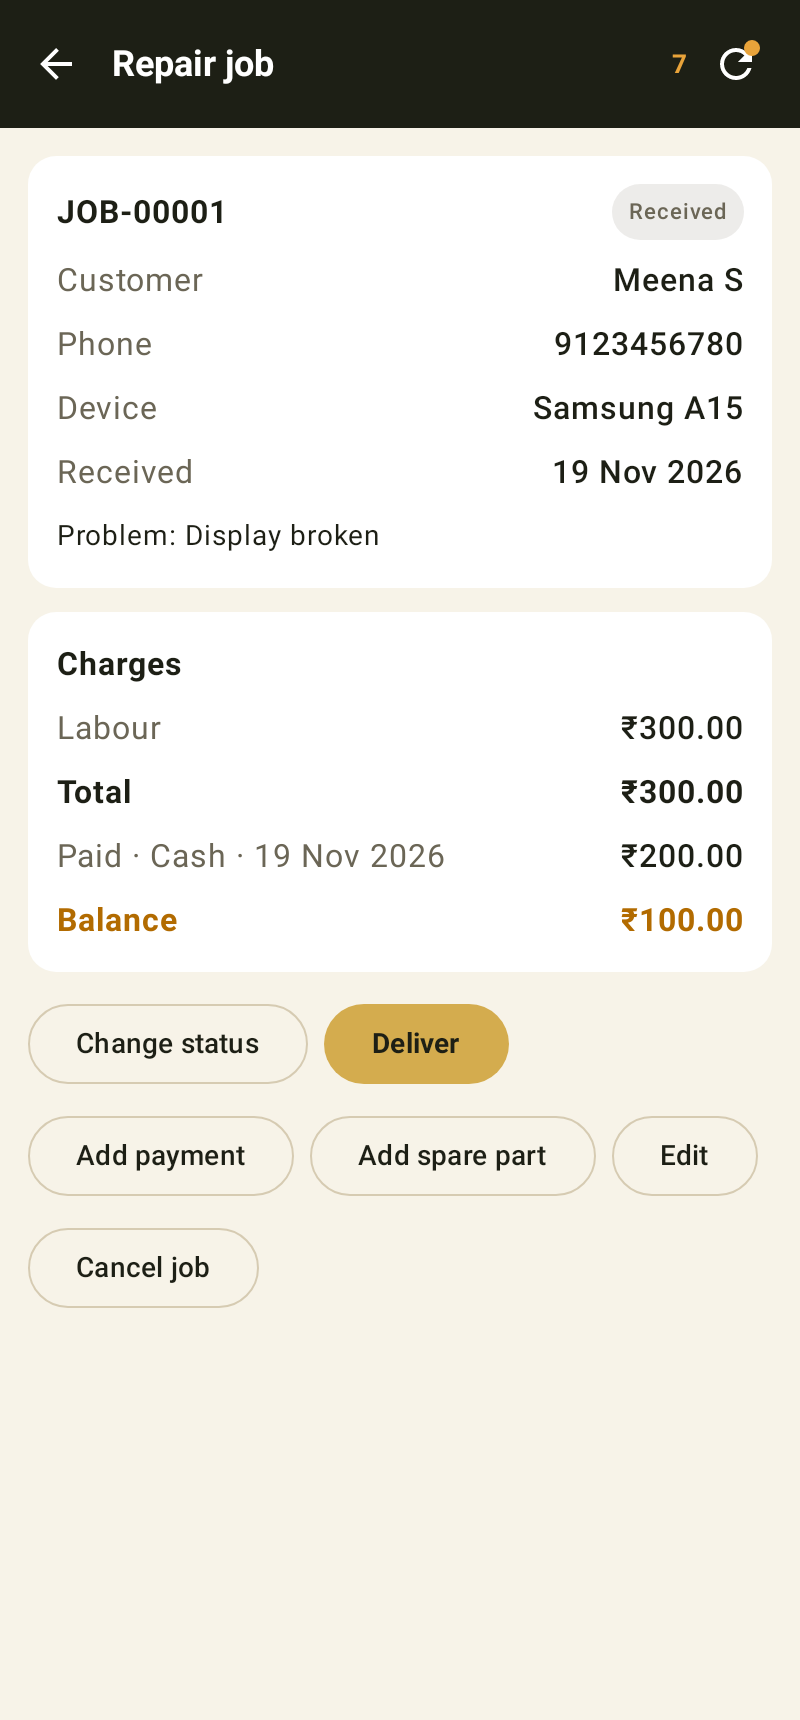 Repair job 7
JOB-00001 Received
Customer Meena S
Phone 9123456780
Device Samsung A15
Received 19 Nov 2026
Problem: Display broken
Charges
Labour ₹300.00
Total ₹300.00
Paid · Cash · 19 Nov 2026 ₹200.00
Balance ₹100.00
Change status Deliver
Add payment Add spare part Edit
Cancel job